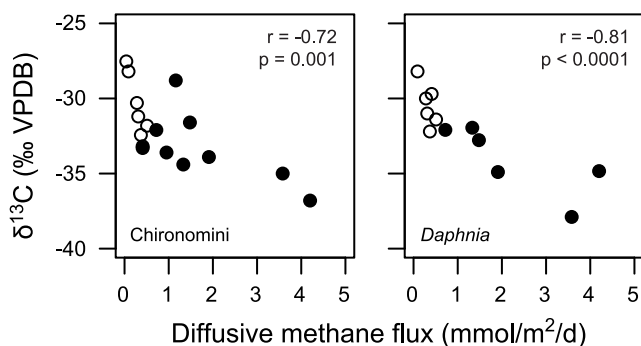 δ¹³C (‰ VPDB)
-25
-30
-35
-40
r = -0.72
p = 0.001
Chironomini
0 1 2 3 4 5
r = -0.81
p < 0.0001
Daphnia
0 1 2 3 4 5
Diffusive methane flux (mmol/m²/d)